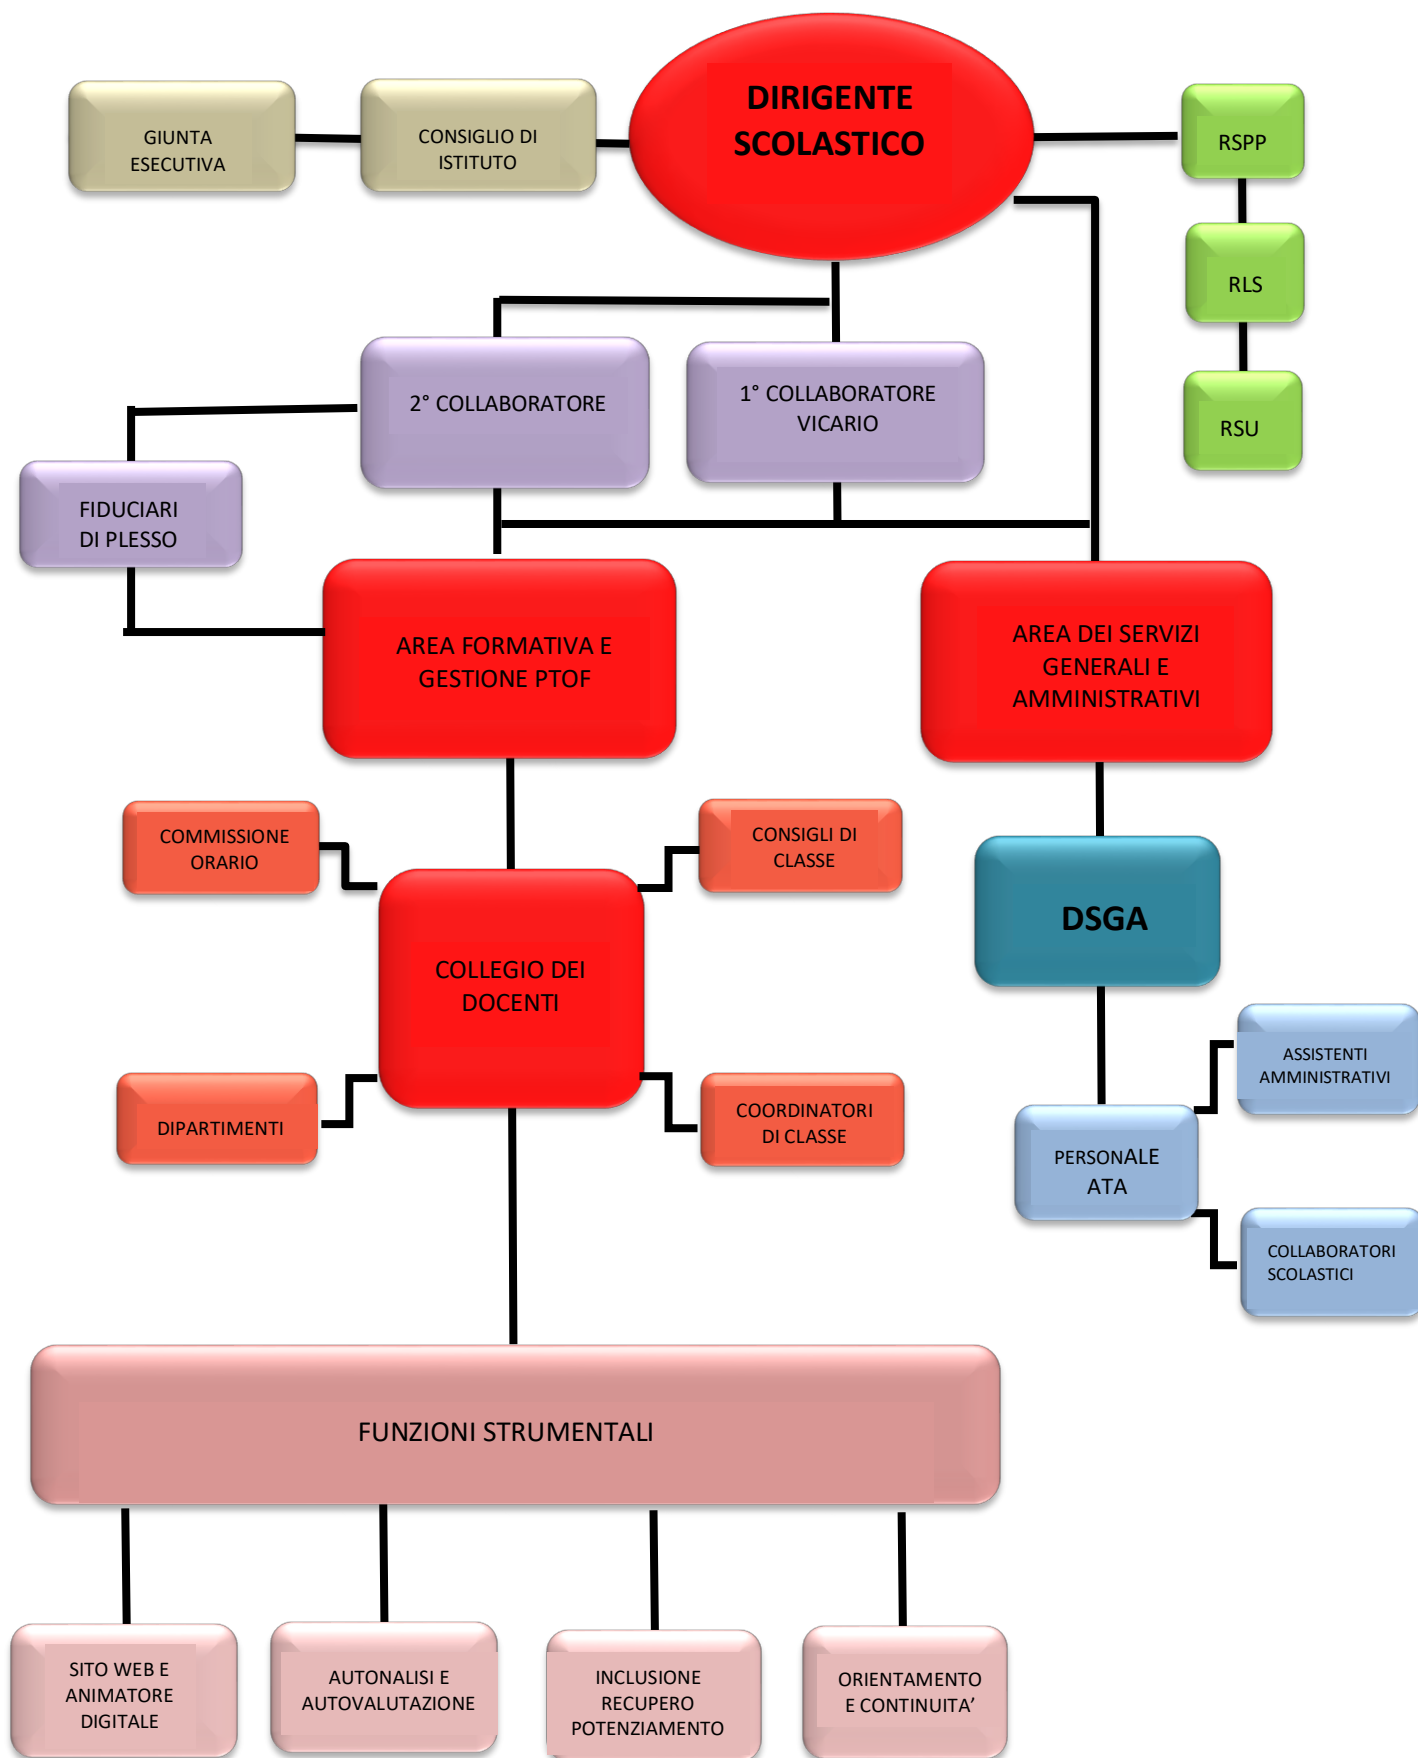 DIRIGENTE
SCOLASTICO
GIUNTA
ESECUTIVA
CONSIGLIO DI
ISTITUTO
RSPP
RLS
RSU
2° COLLABORATORE
1° COLLABORATORE
VICARIO
FIDUCIARI
DI PLESSO
AREA FORMATIVA E
GESTIONE PTOF
AREA DEI SERVIZI
GENERALI E
AMMINISTRATIVI
COMMISSIONE
ORARIO
CONSIGLI DI
CLASSE
DSGA
COLLEGIO DEI
DOCENTI
ASSISTENTI
AMMINISTRATIVI
DIPARTIMENTI
COORDINATORI
DI CLASSE
PERSONALE
ATA
COLLABORATORI
SCOLASTICI
FUNZIONI STRUMENTALI
SITO WEB E
ANIMATORE
DIGITALE
AUTONALISI E
AUTOVALUTAZIONE
INCLUSIONE
RECUPERO
POTENZIAMENTO
ORIENTAMENTO
E CONTINUITA’